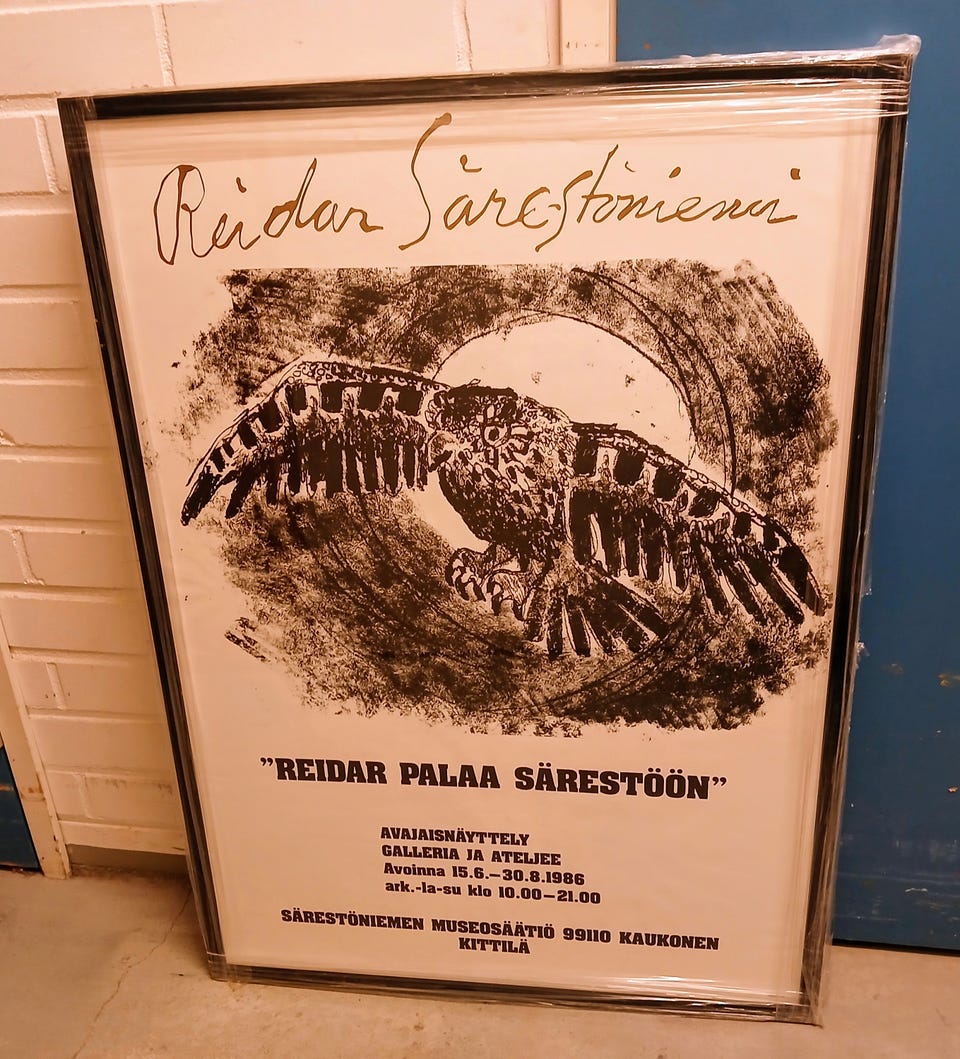 Reidar Särestöniemi
”REIDAR PALAA SÄRESTÖÖN”
AVAJAISNÄYTTELY
GALLERIA JA ATELJEE
Avoinna 15.6.–30.8.1986
ark.-la-su klo 10.00–21.00
SÄRESTÖNIEMEN MUSEOSÄÄTIÖ 99110 KAUKONEN
KITTILÄ